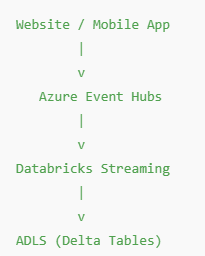 Website / Mobile App
|
v
Azure Event Hubs
|
v
Databricks Streaming
|
v
ADLS (Delta Tables)